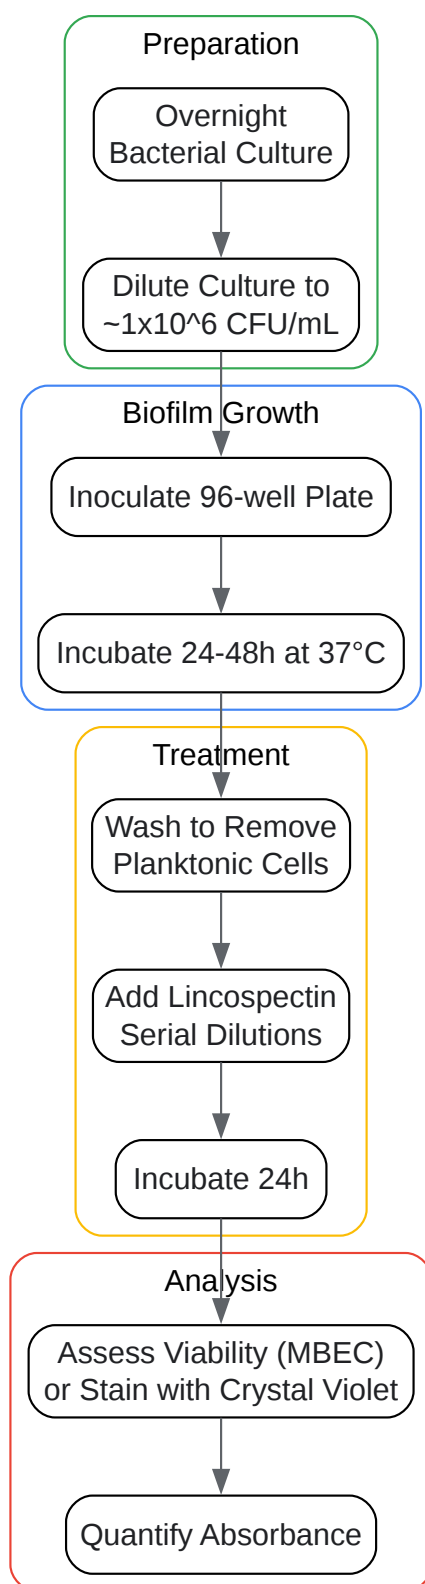 Preparation
Overnight
Bacterial Culture
Dilute Culture to
~1x10^6 CFU/mL
Biofilm Growth
Inoculate 96-well Plate
Incubate 24-48h at 37°C
Treatment
Wash to Remove
Planktonic Cells
Add Lincospectin
Serial Dilutions
Incubate 24h
Analysis
Assess Viability (MBEC)
or Stain with Crystal Violet
Quantify Absorbance